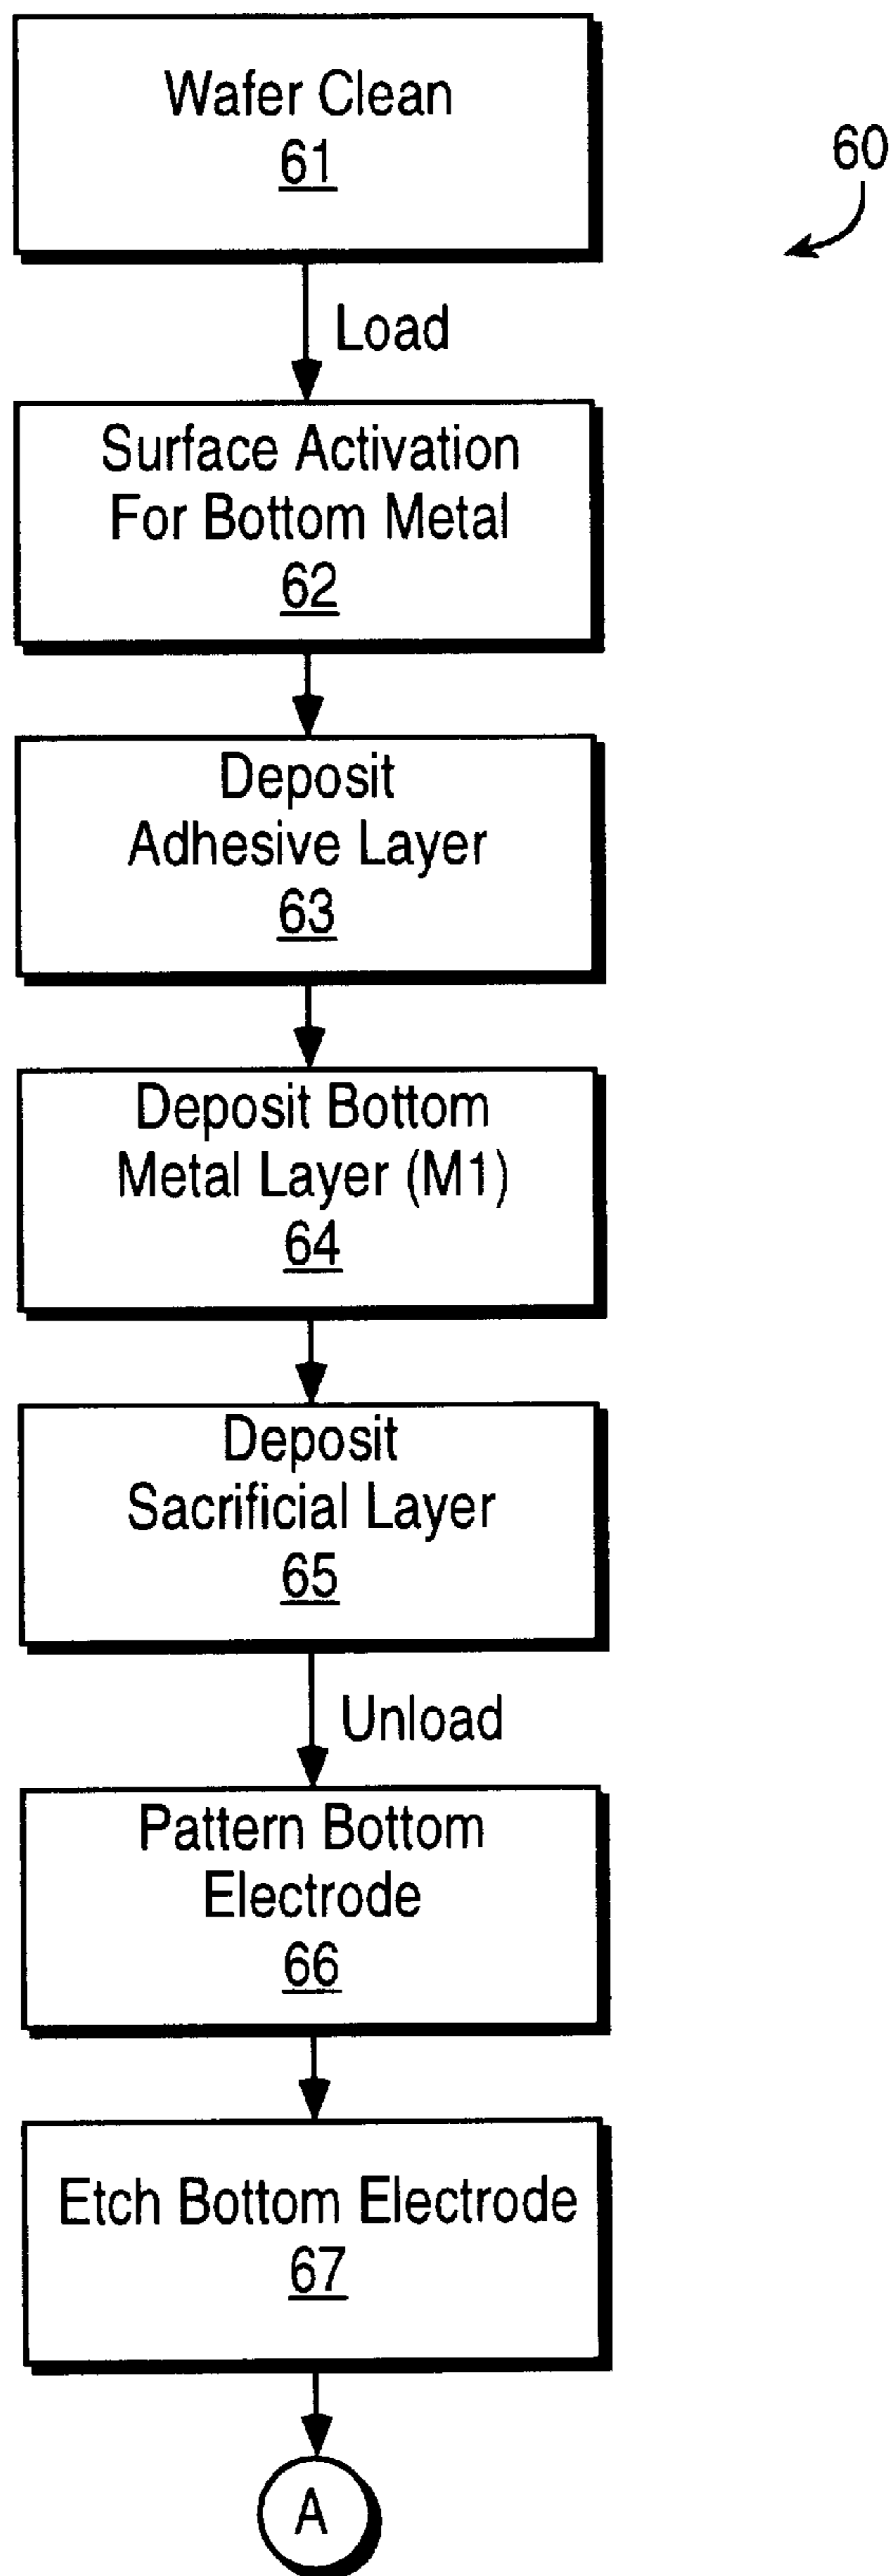 Wafer Clean
61
60
Load
Surface Activation
For Bottom Metal
62
Deposit
Adhesive Layer
63
Deposit Bottom
Metal Layer (M1)
64
Deposit
Sacrificial Layer
65
Unload
Pattern Bottom
Electrode
66
Etch Bottom Electrode
67
A